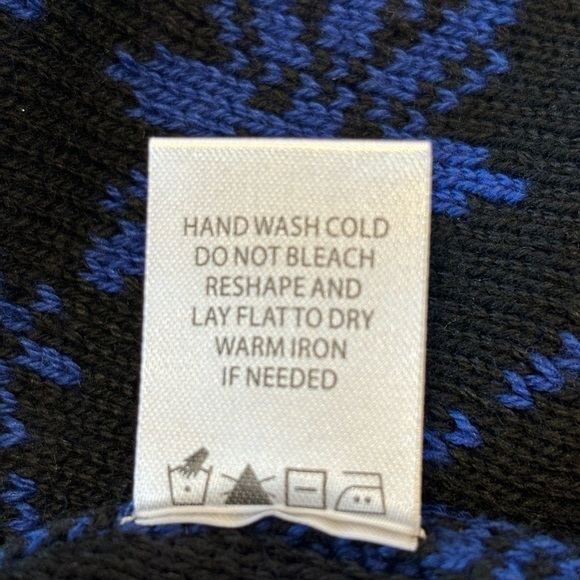 HAND WASH COLD
DO NOT BLEACH
RESHAPE AND
LAY FLAT TO DRY
WARM IRON
IF NEEDED